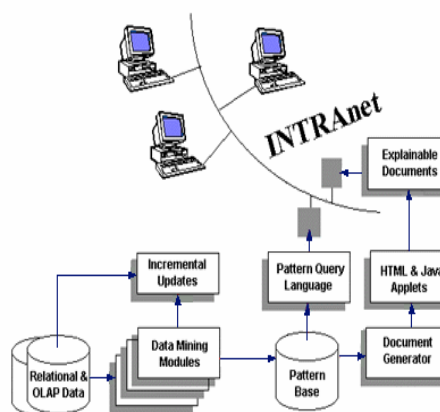 INTRAnet
Explainable
Documents
Incremental
Updates
Pattern Query
Language
HTML & Java
Applets
Data Mining
Modules
Relational &
OLAP Data
Pattern
Base
Document
Generator